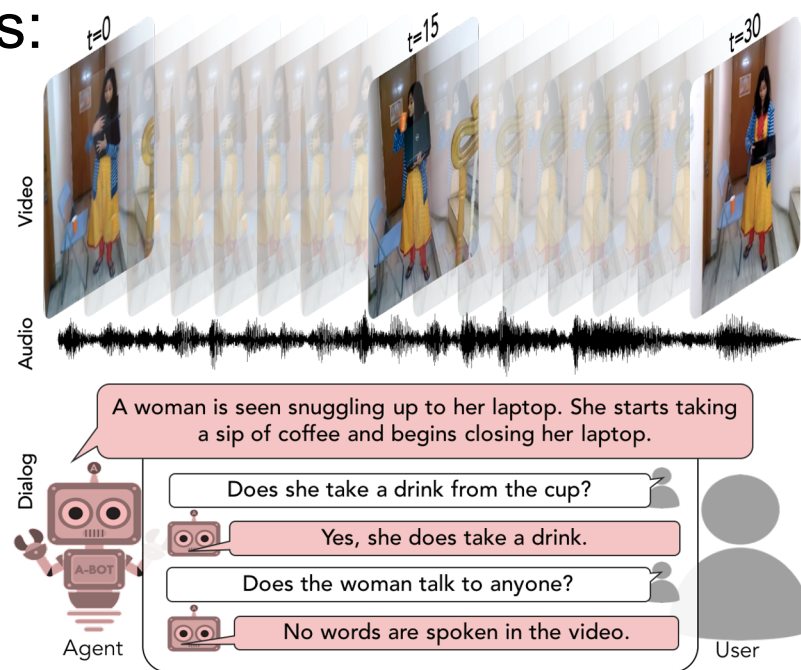 s:
t=0
t=15
t=30
Video
Audio
Dialog
A woman is seen snuggling up to her laptop. She starts taking
a sip of coffee and begins closing her laptop.
A
Does she take a drink from the cup?
Yes, she does take a drink.
A-BOT
Does the woman talk to anyone?
No words are spoken in the video.
Agent
User